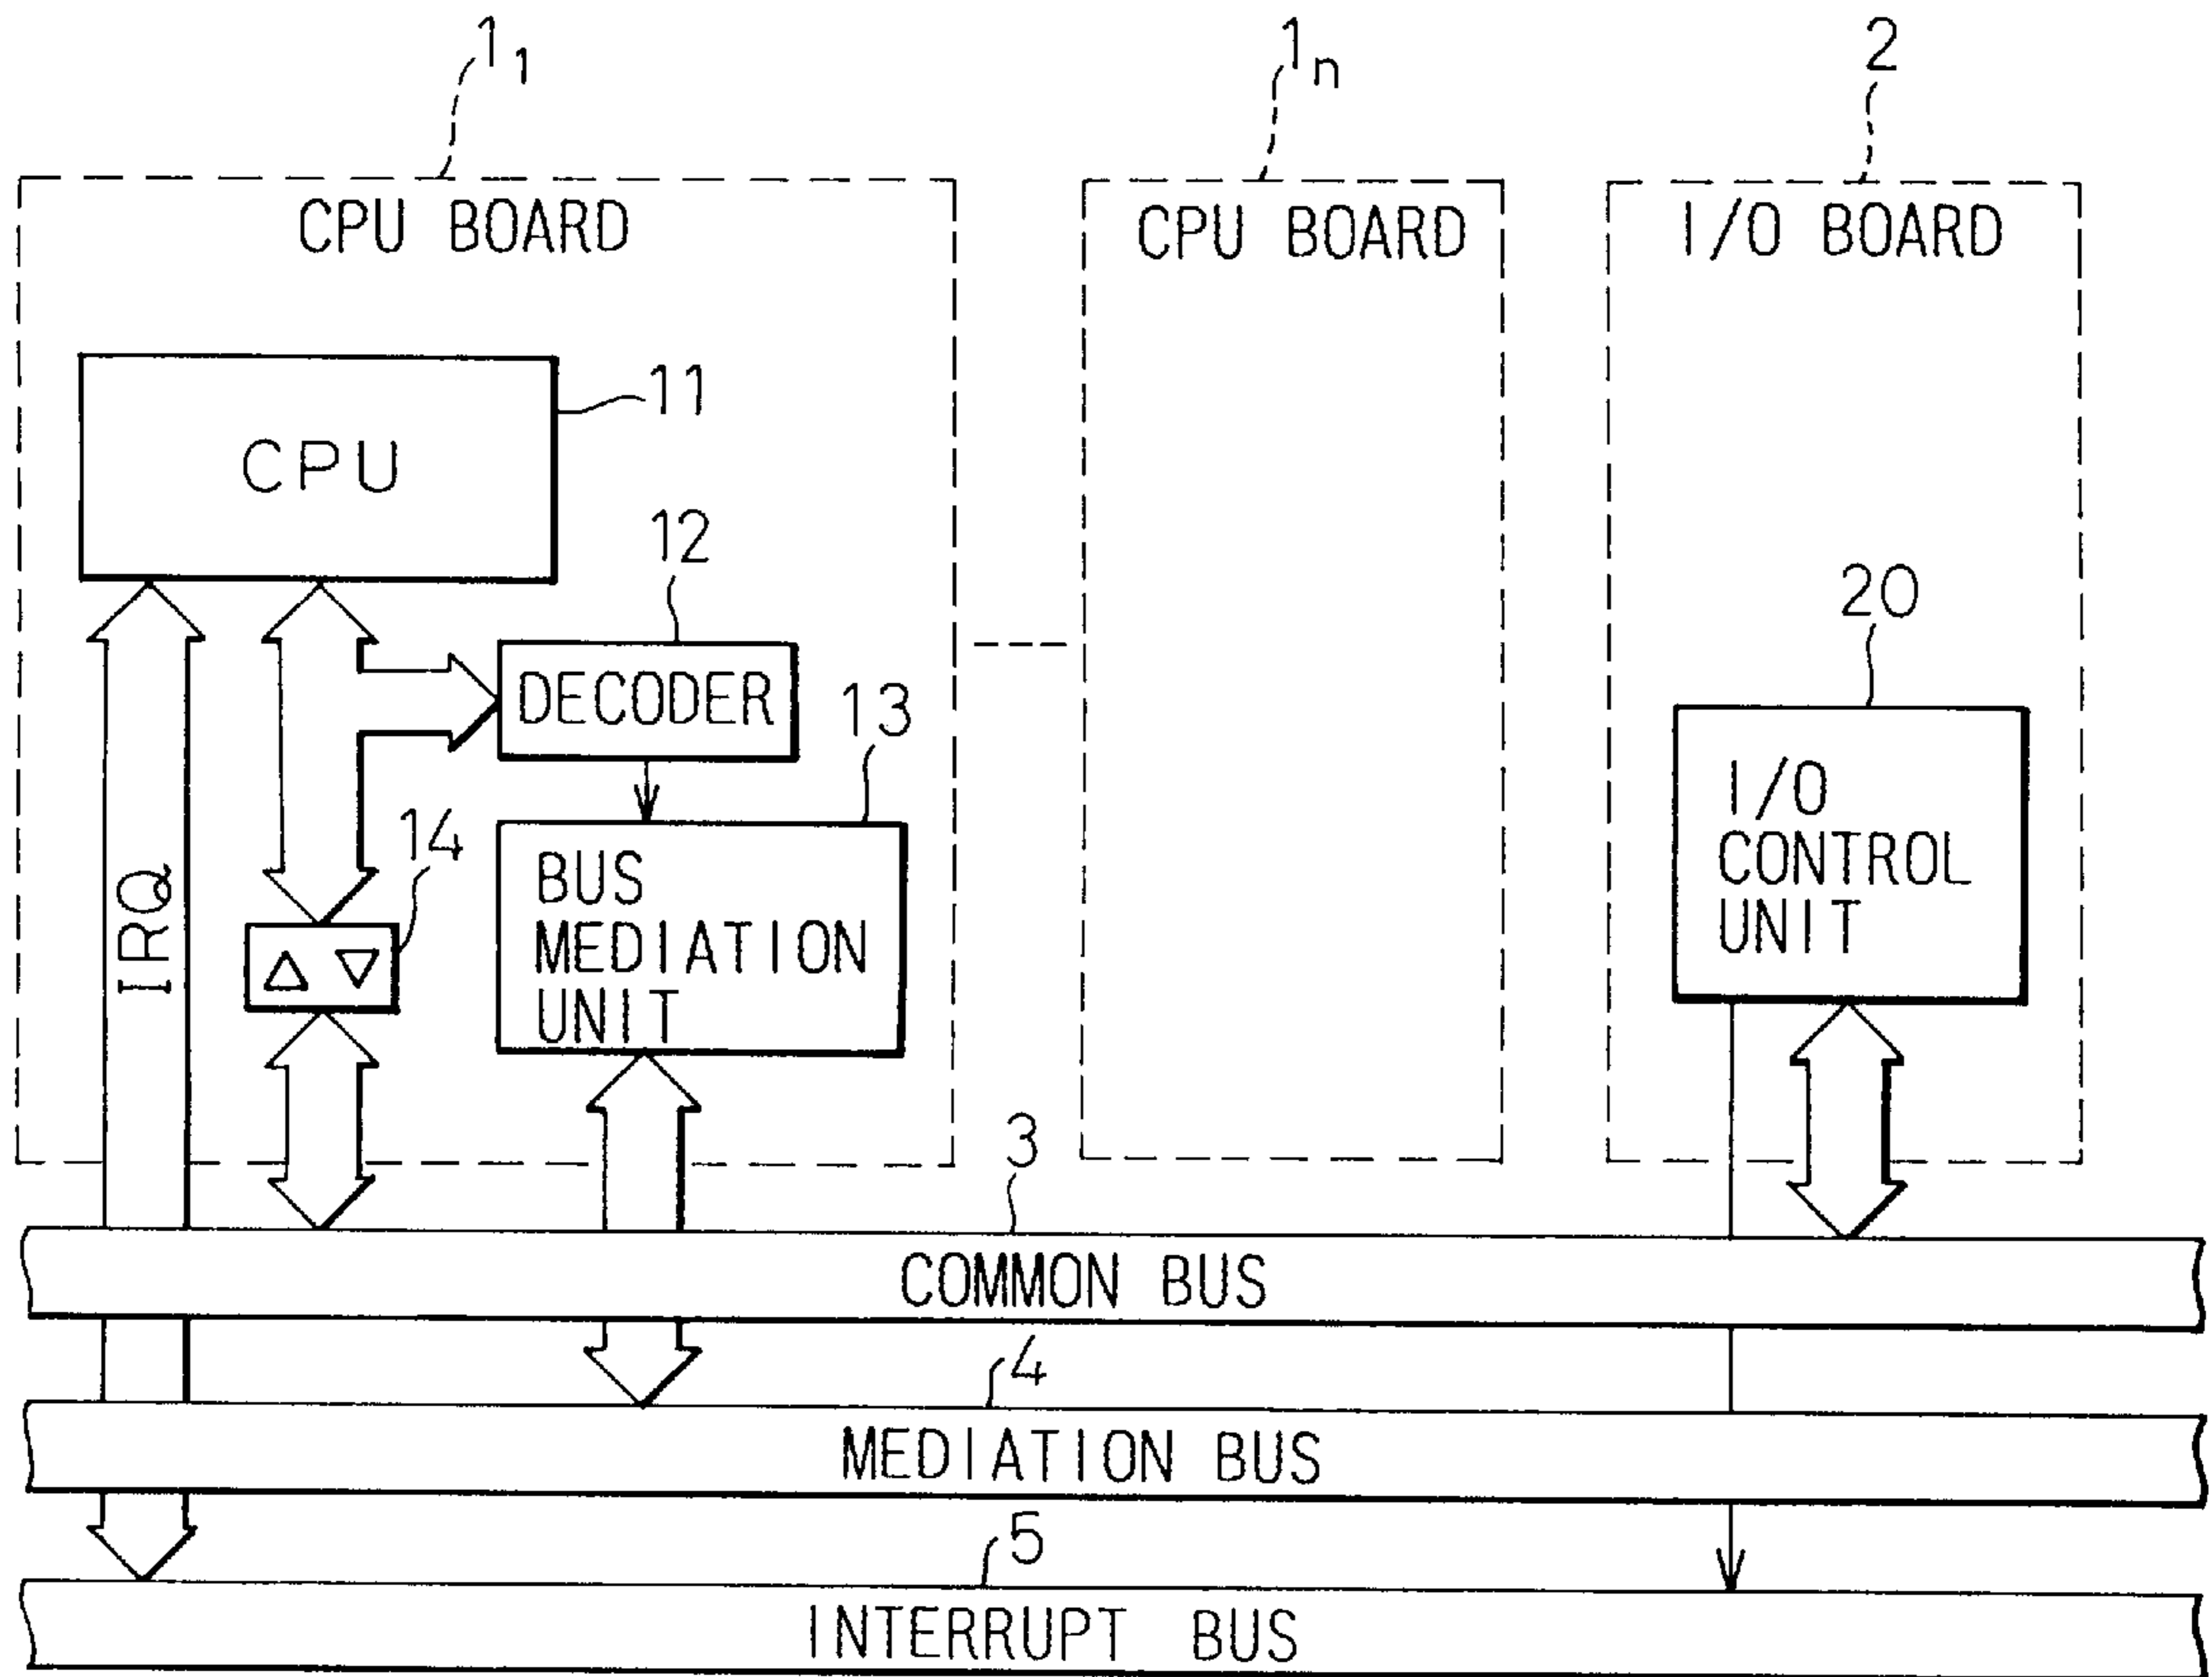 1₁
1ₙ
2
CPU BOARD
CPU BOARD
I/O BOARD
11
CPU
12
DECODER
13
20
14
IRQ
BUS
MEDIATION
UNIT
I/O
CONTROL
UNIT
3
COMMON BUS
4
MEDIATION BUS
5
INTERRUPT BUS